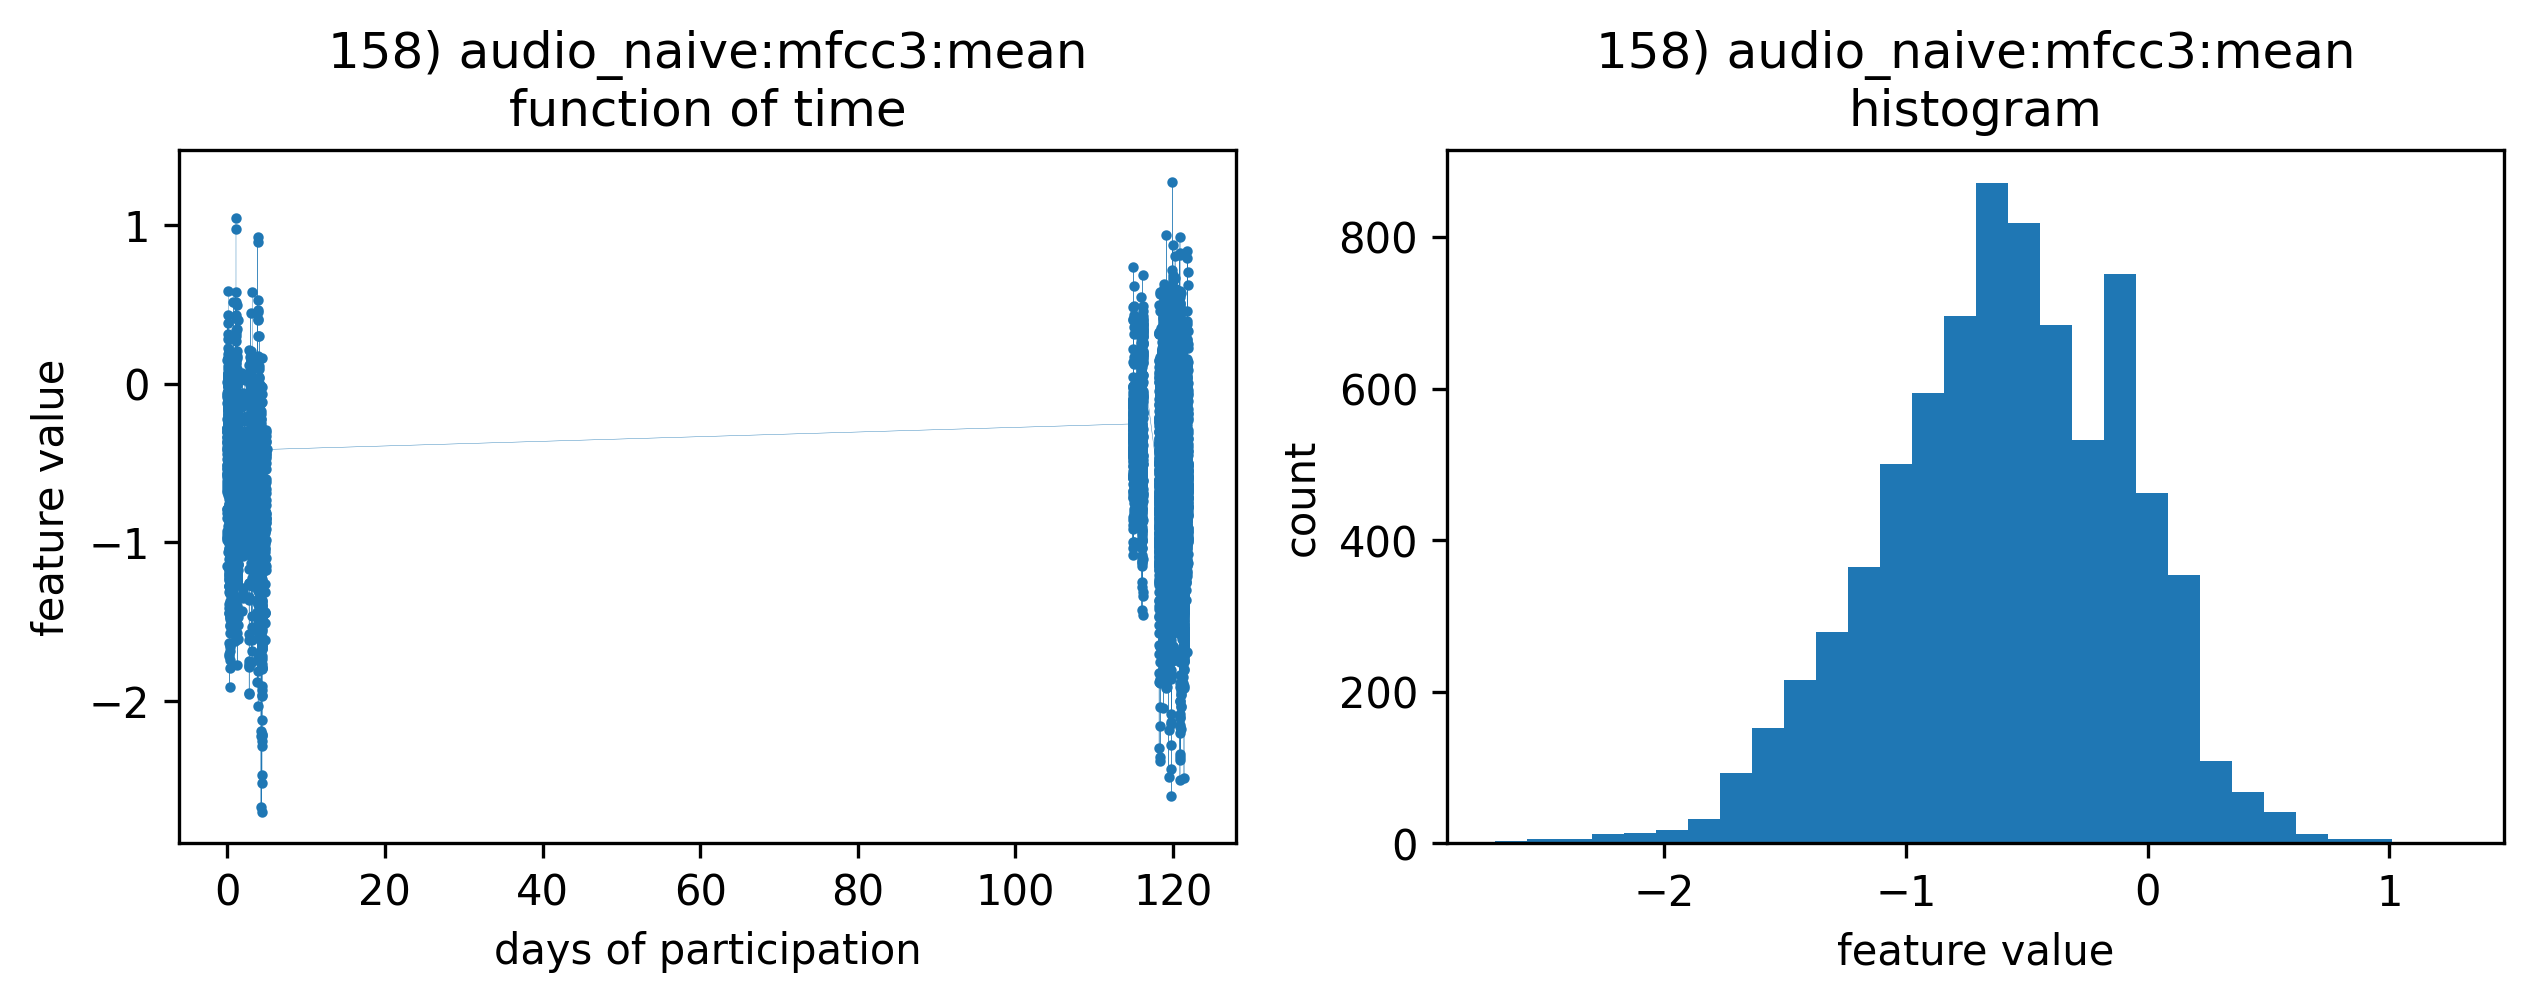 158) audio_naive:mfcc3:mean
function of time
1
0
−1
−2
feature value
0
20
40
60
80
100
120
days of participation
158) audio_naive:mfcc3:mean
histogram
800
600
400
200
0
count
−2
−1
0
1
feature value